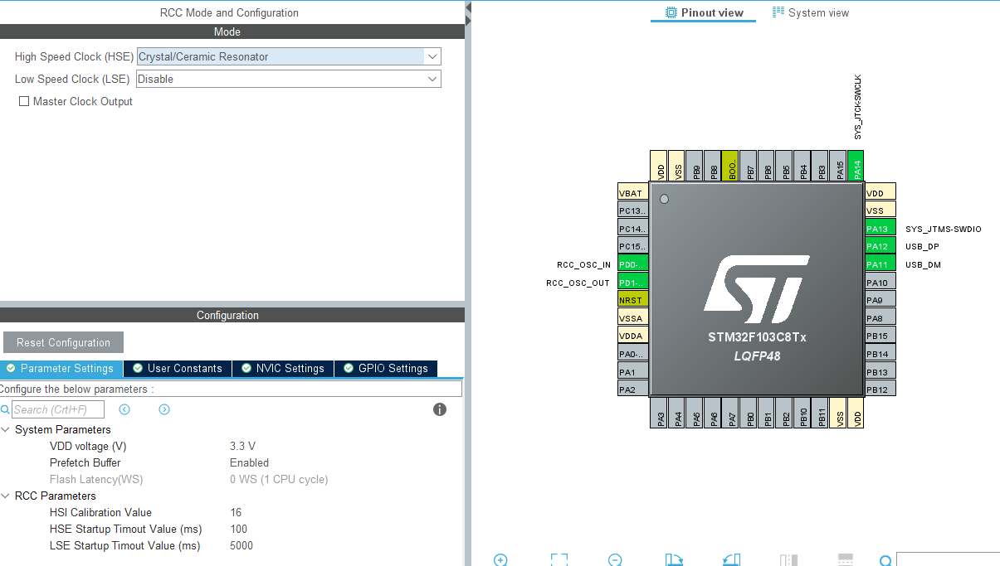 RCC Mode and Configuration
Mode
High Speed Clock (HSE) Crystal/Ceramic Resonator
Low Speed Clock (LSE) Disable
Master Clock Output
Configuration
Reset Configuration
Parameter Settings User Constants NVIC Settings GPIO Settings
Configure the below parameters :
Search (CrtI+F)
System Parameters
VDD voltage (V) 3.3 V
Prefetch Buffer Enabled
Flash Latency(WS) 0 WS (1 CPU cycle)
RCC Parameters
HSI Calibration Value 16
HSE Startup Timout Value (ms) 100
LSE Startup Timout Value (ms) 5000
Pinout view System view
SYS_JTCK-SWCLK
VDD VSS PB9 PB8 BOO.. PB7 PB6 PB5 PB4 PB3 PA15 PA14
VBAT
PC13..
PC14..
PC15..
RCC_OSC_IN PD0-..
RCC_OSC_OUT PD1-..
NRST
VSSA
VDDA
PA0-..
PA1
PA2
ST
STM32F103C8Tx
LQFP48
VDD
VSS
PA13 SYS_JTMS-SWDIO
PA12 USB_DP
PA11 USB_DM
PA10
PA9
PA8
PB15
PB14
PB13
PB12
PA3 PA4 PA5 PA6 PA7 PB0 PB1 PB2 PB10 PB11 VSS VDD